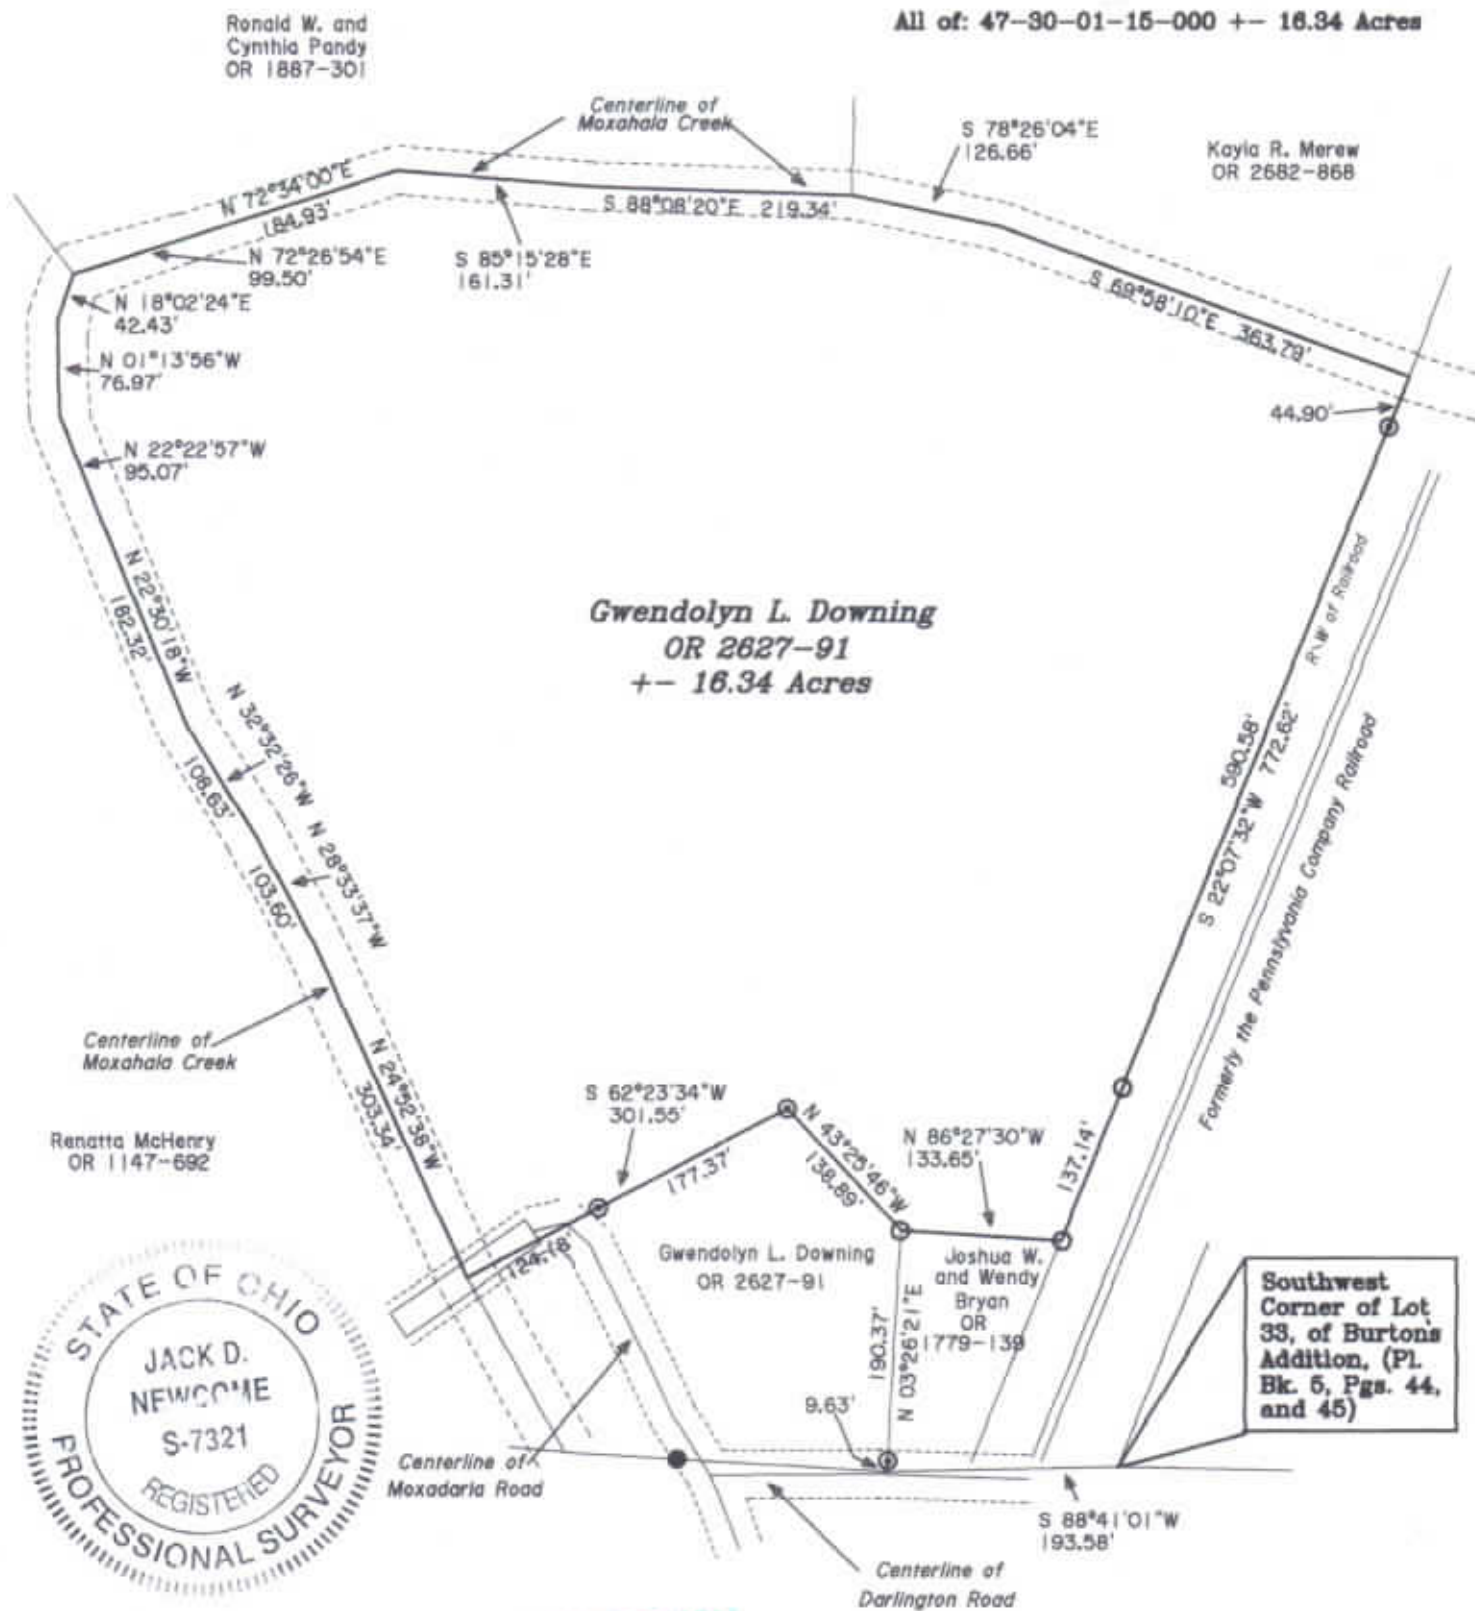 Ronald W. and
Cynthia Pandy
OR 1887-301
All of: 47-30-01-15-000 +- 16.34 Acres
Centerline of
Moxahala Creek
S 78°26'04"E
126.66'
Kayla R. Merew
OR 2682-868
N 72°34'00"E
184.93'
S 88°08'20"E 219.34'
N 72°26'54"E
99.50'
S 85°15'28"E
161.31'
S 69°58'10"E 363.79'
N 18°02'24"E
42.43'
N 01°13'56"W
76.97'
44.90'
N 22°22'57"W
95.07'
N 22°30'18"W
182.32'
Gwendolyn L. Downing
OR 2627-91
+- 16.34 Acres
R\W of Railroad
N 32°32'26"W
108.63'
590.58'
S 22°07'32"W 772.62'
N 28°33'37"W
103.60'
Formerly the Pennslyvania Company Railroad
Centerline of
Moxahala Creek
N 24°52'38"W
303.34'
S 62°23'34"W
301.55'
177.37'
N 43°25'46"W
138.89'
N 86°27'30"W
133.65'
137.14'
Renatta McHenry
OR 1147-692
124.18'
Gwendolyn L. Downing
OR 2627-91
Joshua W.
and Wendy
Bryan
OR
1779-139
190.37'
N 03°26'21"E
Southwest
Corner of Lot
33, of Burton's
Addition, (Pl.
Bk. 5, Pgs. 44,
and 45)
STATE OF OHIO
JACK D.
NEWCOME
S-7321
REGISTERED
PROFESSIONAL SURVEYOR
9.63'
Centerline of
Moxadarla Road
S 88°41'01"W
193.58'
Centerline of
Darlington Road